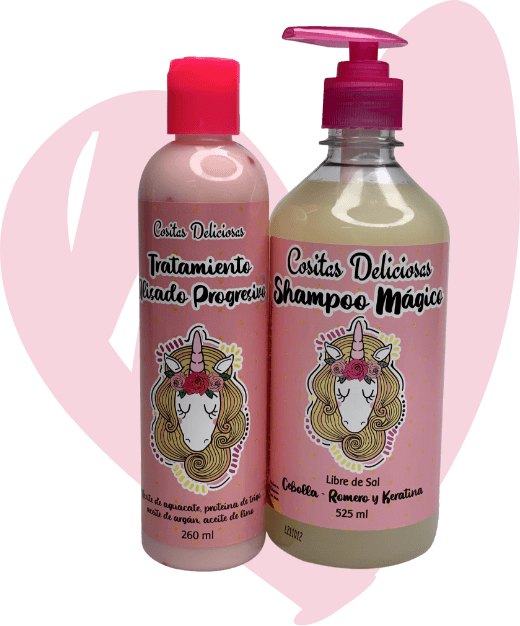 Cositas Deliciosas
Tratamiento
Alisado Progresivo
Aceite de aguacate, proteina de trigo,
aceite de argán, aceite de lino
260 ml
Cositas Deliciosas
Shampoo Mágico
Libre de Sal
Cebolla - Romero y Keratina
525 ml